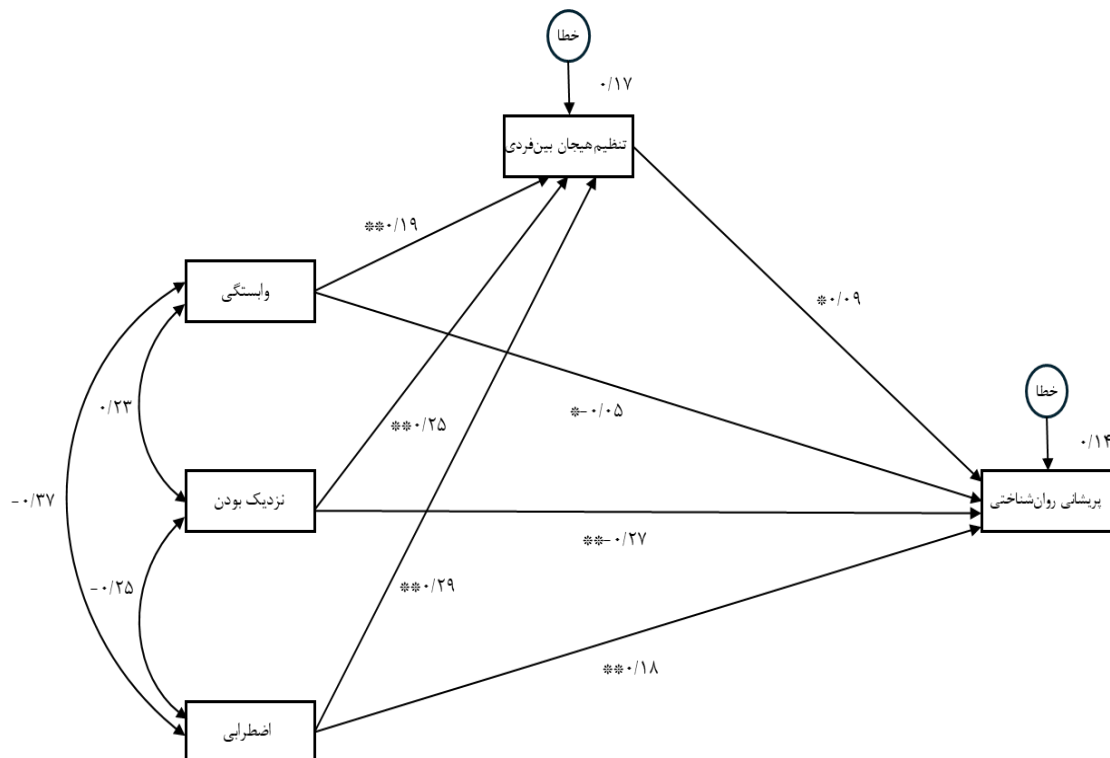 خطا
۰/۱۷
تنظیم هیجان بین‌فردی
**۰/۱۹
وابستگی
*۰/۰۹
خطا
۰/۲۳
**۰/۲۵
*-۰/۰۵
۰/۱۴
-۰/۳۷
نزدیک بودن
پریشانی روان‌شناختی
**-۰/۲۷
-۰/۲۵
**۰/۲۹
**۰/۱۸
اضطرابی